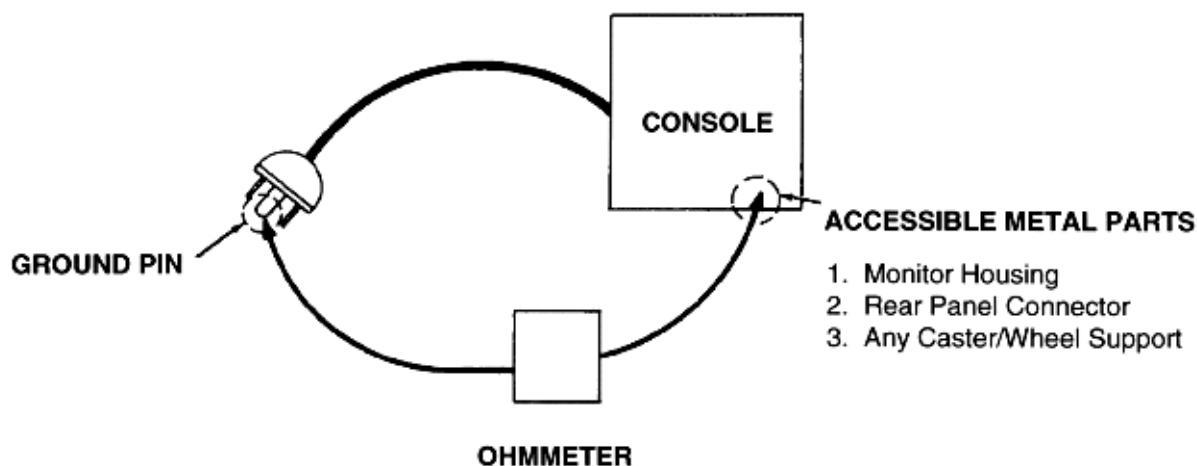 CONSOLE
GROUND PIN
ACCESSIBLE METAL PARTS
1. Monitor Housing
2. Rear Panel Connector
3. Any Caster/Wheel Support
OHMMETER